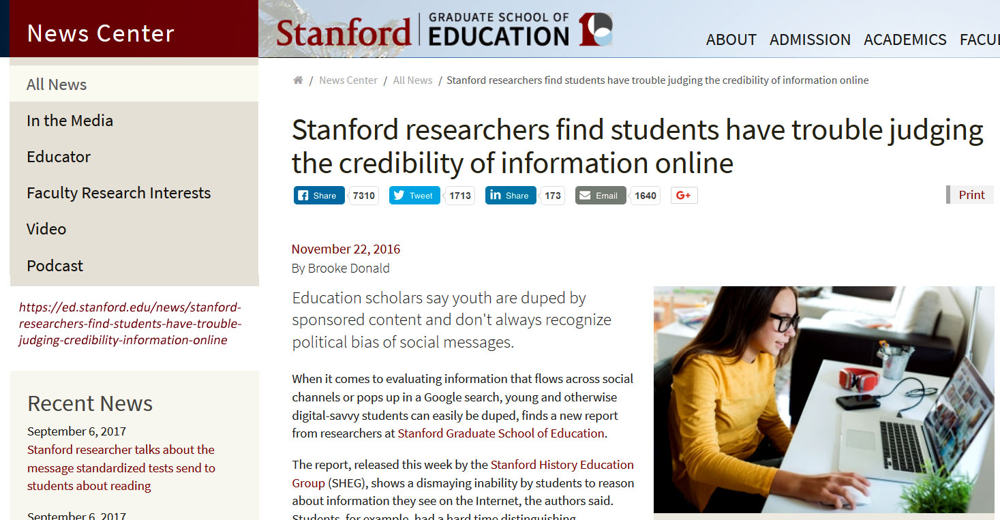 News Center
Stanford
GRADUATE SCHOOL OF
EDUCATION
ABOUT ADMISSION ACADEMICS
All News
In the Media
Educator
Faculty Research Interests
Video
Podcast
https://ed.stanford.edu/news/stanford-
researchers-find-students-have-trouble-
judging-credibility-information-online
Recent News
September 6, 2017
Stanford researcher talks about the
message standardized tests send to
students about reading
September 6, 2017
/ News Center / All News / Stanford researchers find students have trouble judging the credibility of information online
Stanford researchers find students have trouble judging
the credibility of information online
Share 7310 Tweet 1713 in Share 173 Email 1640 G+
Print
November 22, 2016
By Brooke Donald
Education scholars say youth are duped by
sponsored content and don't always recognize
political bias of social messages.
When it comes to evaluating information that flows across social
channels or pops up in a Google search, young and otherwise
digital-savvy students can easily be duped, finds a new report
from researchers at Stanford Graduate School of Education.
The report, released this week by the Stanford History Education
Group (SHEG), shows a dismaying inability by students to reason
about information they see on the Internet, the authors said.
Students, for example, had a hard time distinguishing